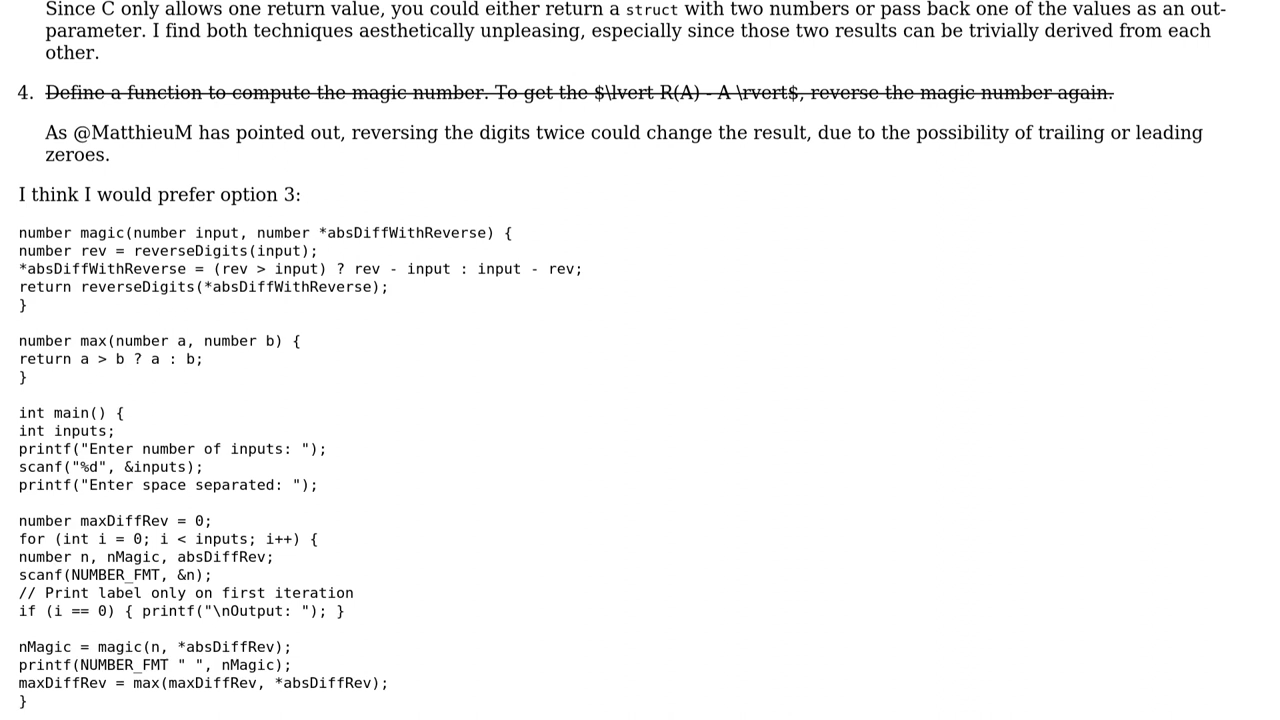 Since C only allows one return value, you could either return a struct with two numbers or pass back one of the values as an out-
parameter. I find both techniques aesthetically unpleasing, especially since those two results can be trivially derived from each
other.
4. Define a function to compute the magic number. To get the $\lvert R(A) - A \rvert$, reverse the magic number again.
As @MatthieuM has pointed out, reversing the digits twice could change the result, due to the possibility of trailing or leading
zeroes.
I think I would prefer option 3:
number magic(number input, number *absDiffWithReverse) {
number rev = reverseDigits(input);
*absDiffWithReverse = (rev > input) ? rev - input : input - rev;
return reverseDigits(*absDiffWithReverse);
}
number max(number a, number b) {
return a > b ? a : b;
}
int main() {
int inputs;
printf("Enter number of inputs: ");
scanf("%d", &inputs);
printf("Enter space separated: ");
number maxDiffRev = 0;
for (int i = 0; i < inputs; i++) {
number n, nMagic, absDiffRev;
scanf(NUMBER_FMT, &n);
// Print label only on first iteration
if (i == 0) { printf("\nOutput: "); }
nMagic = magic(n, *absDiffRev);
printf(NUMBER_FMT " ", nMagic);
maxDiffRev = max(maxDiffRev, *absDiffRev);
}